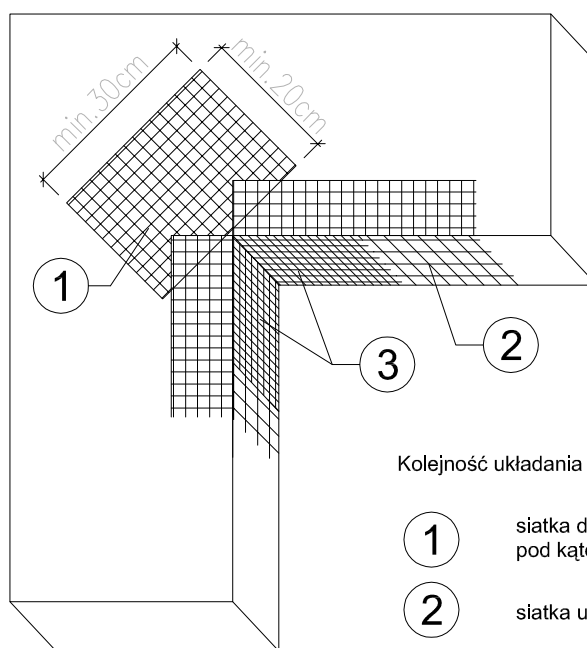 min.30cm
min.20cm
1
2
3
Kolejność układania
1
siatka d
pod kąt
2
siatka u